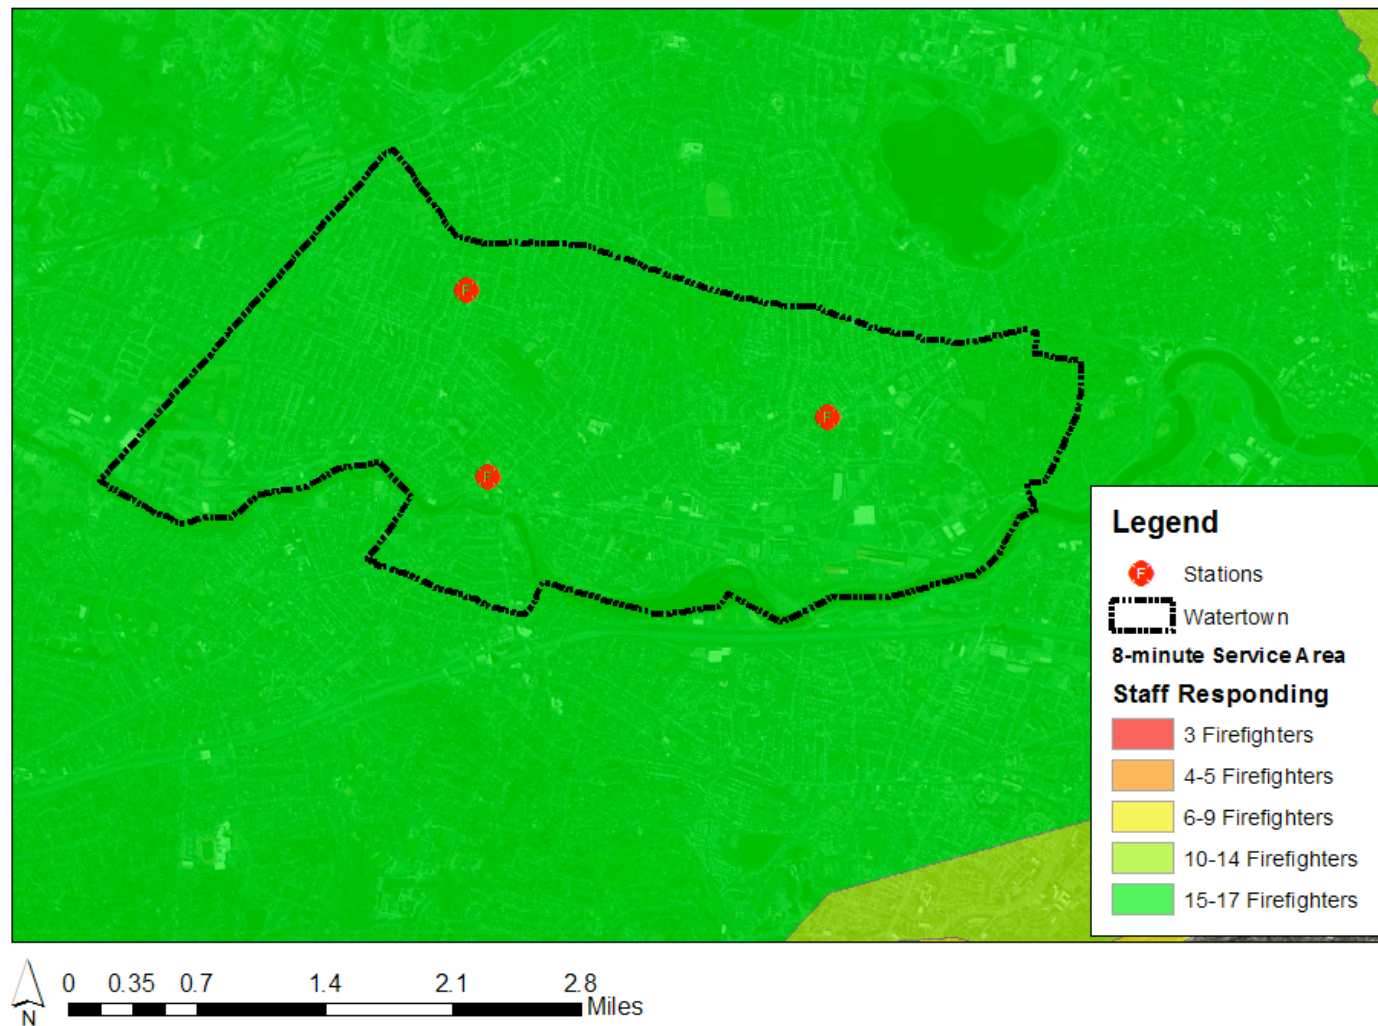 F
F
F
Legend
F Stations
Watertown
8-minute Service Area
Staff Responding
3 Firefighters
4-5 Firefighters
6-9 Firefighters
10-14 Firefighters
15-17 Firefighters
0 0.35 0.7 1.4 2.1 2.8
Miles
N